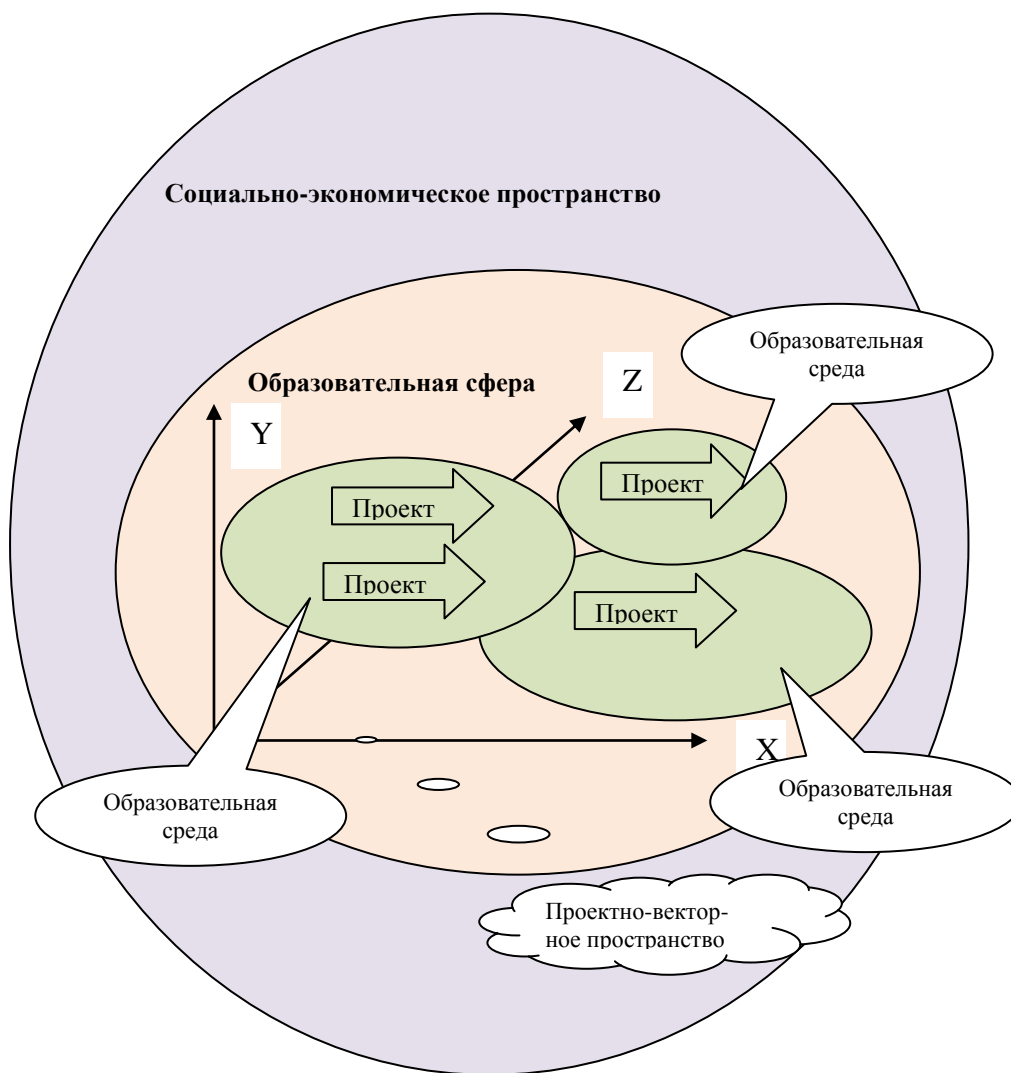 Социально-экономическое пространство
Образовательная
среда
Образовательная сфера
Z
Y
Проект
Проект
Проект
Проект
X
Образовательная
среда
Образовательная
среда
Проектно-вектор-
ное пространство